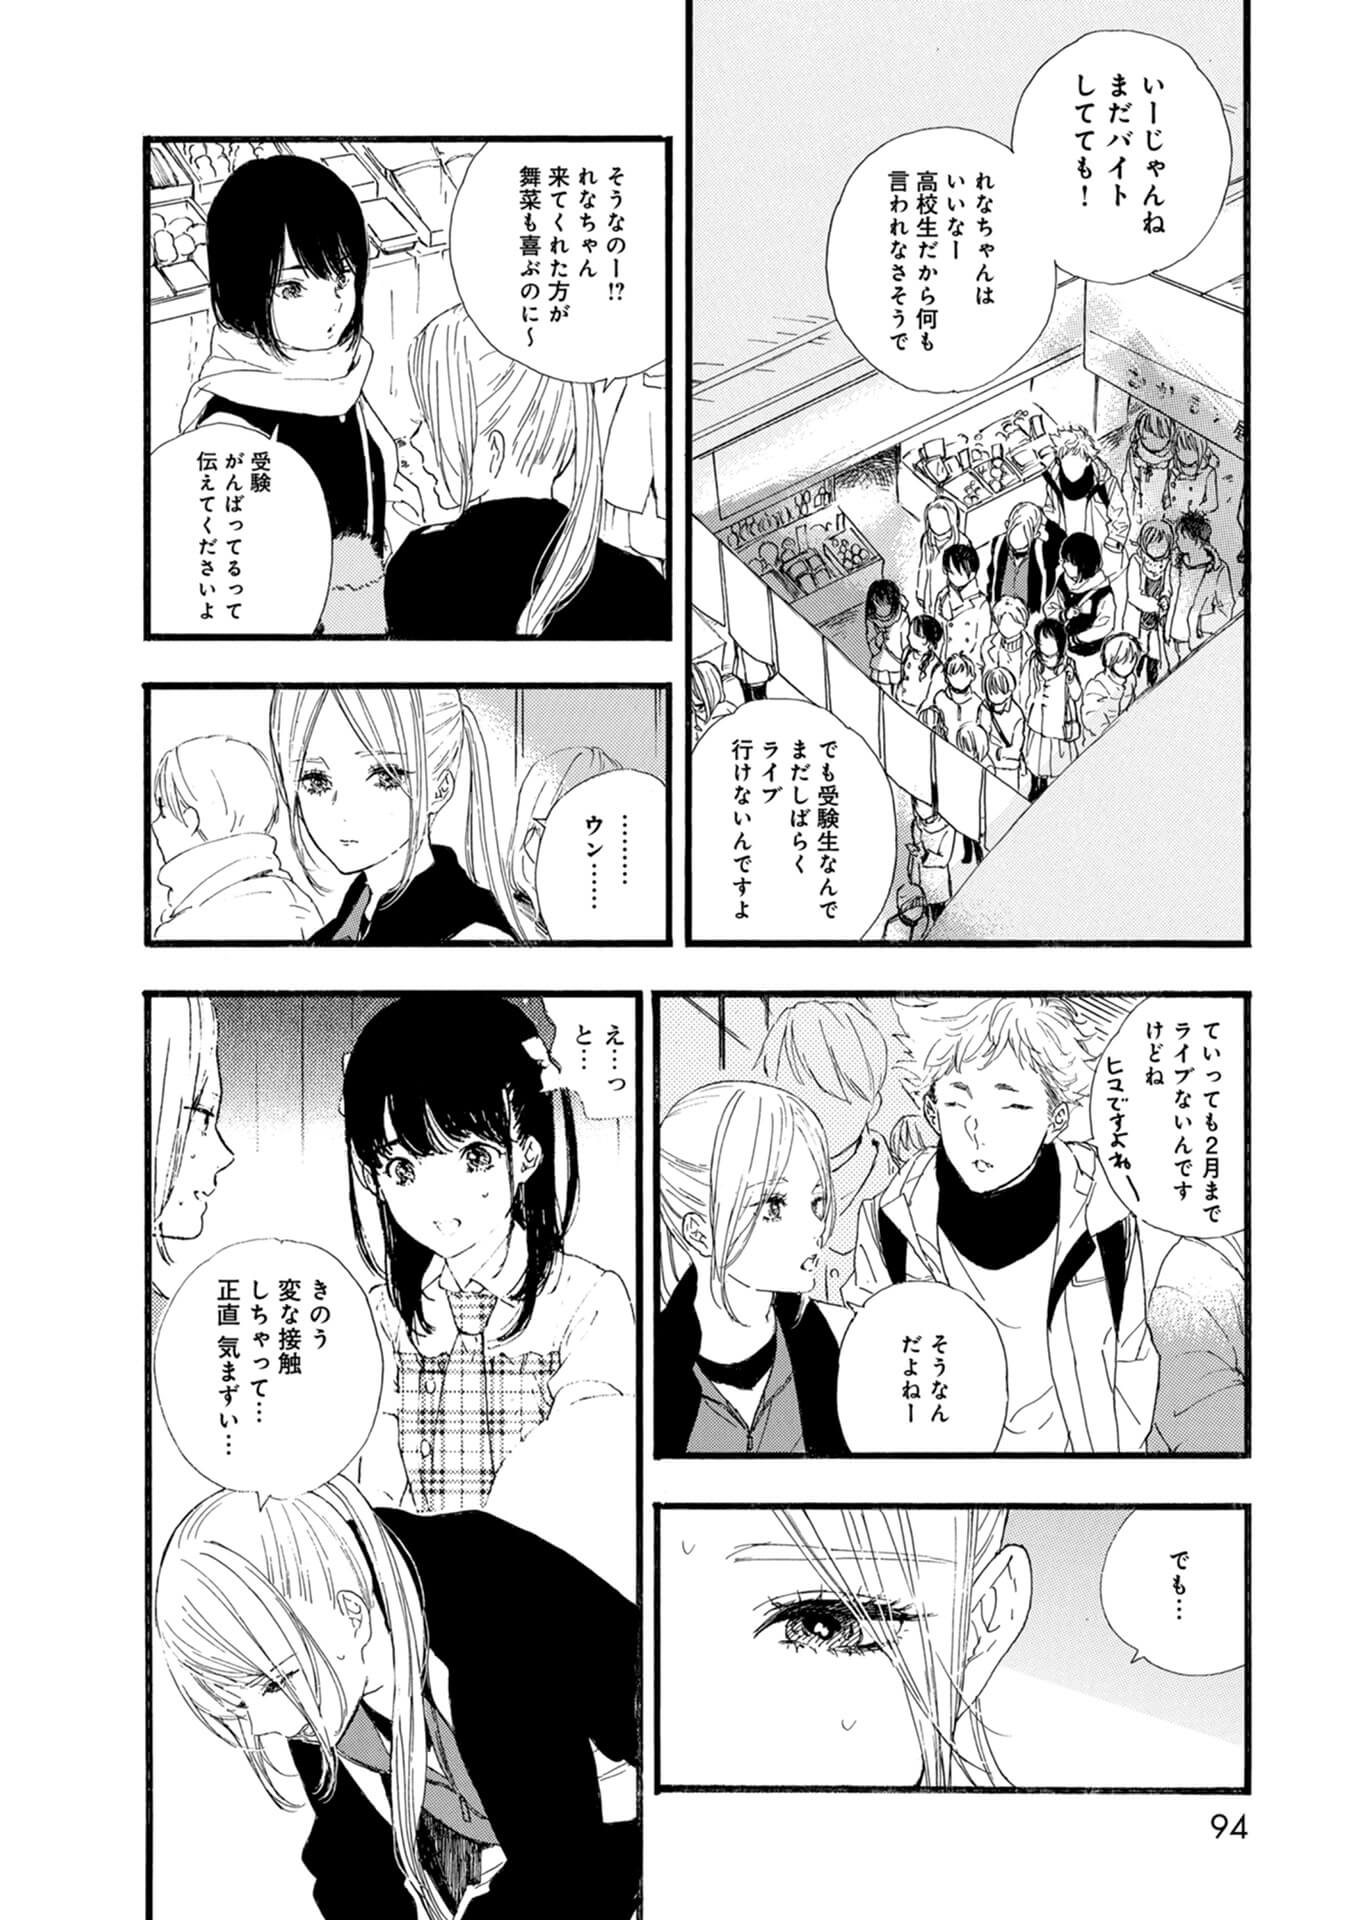 いーじゃんね
まだバイト
してても！
れなちゃんは
いいなー
高校生だから何も
言われなさそうで
でも受験生なんで
まだしばらく
ライブ
行けないんですよ
そうなのー!?
れなちゃん
来てくれた方が
舞菜も喜ぶのに〜
受験
がんばってるって
伝えてくださいよ
………
ウン……
ていっても2月まで
ライブないんです
けどね
ヒマですよねー
そうなん
だよねー
でも…
え…っ
と…
きのう
変な接触
しちゃって…
正直 気まずい…
94